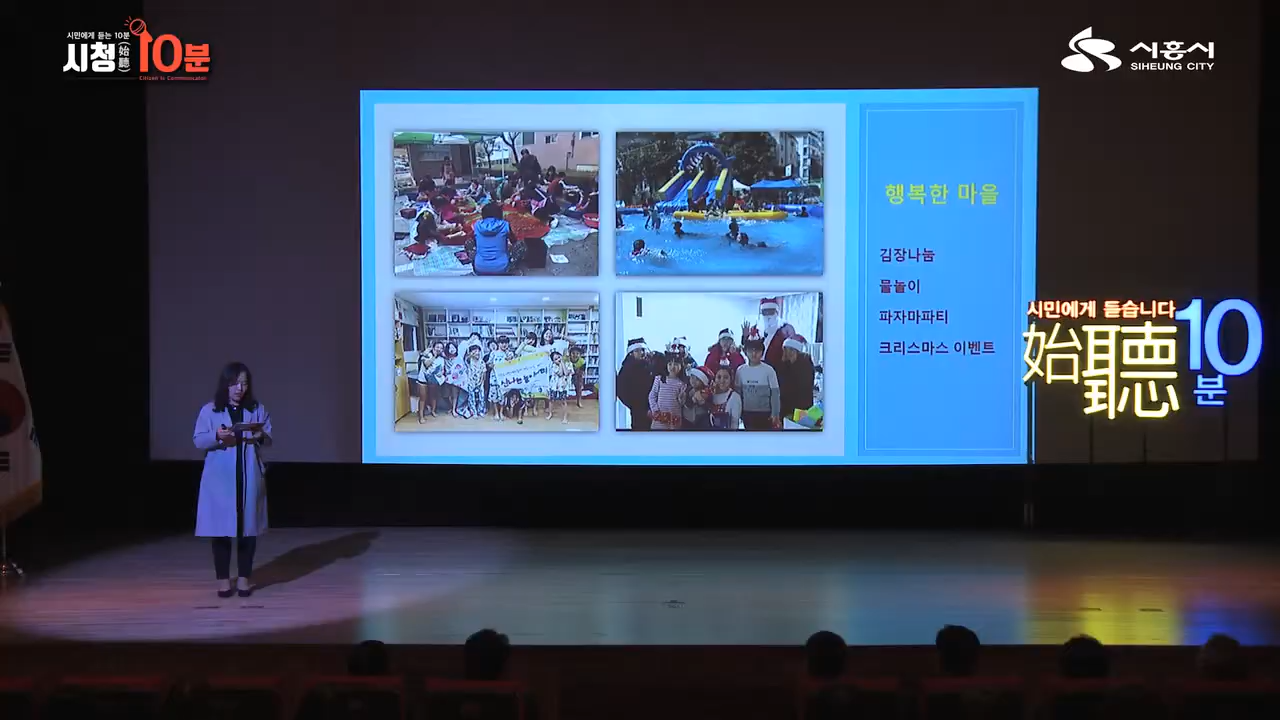 시민에게 듣는 10분
시청(始聽)10분
Citizen is Communicator
시흥시
SIHEUNG CITY
행복한 마을
김장나눔
물놀이
파자마파티
크리스마스 이벤트
시민에게 듣습니다
始聽10분